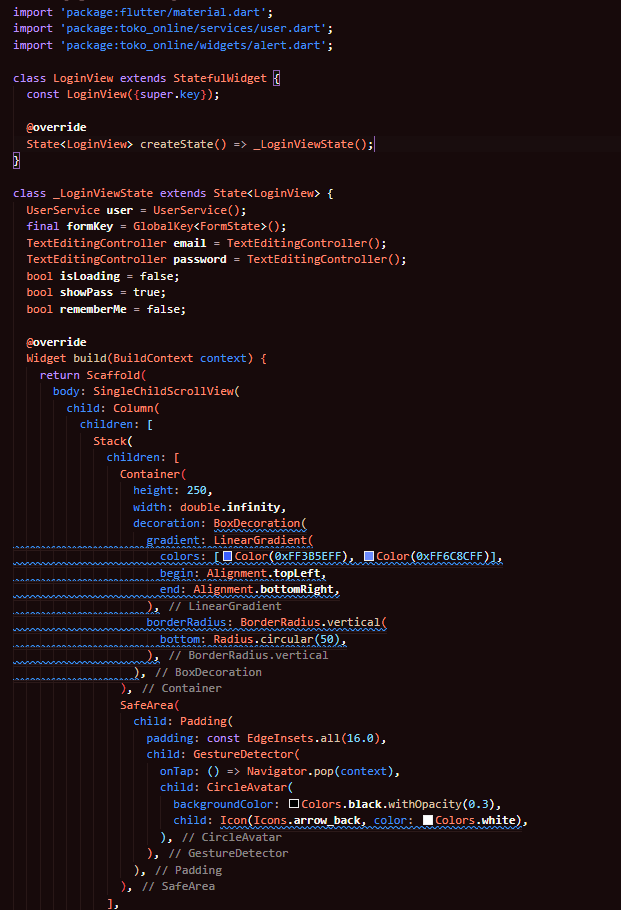 import 'package:flutter/material.dart';
import 'package:toko_online/services/user.dart';
import 'package:toko_online/widgets/alert.dart';

class LoginView extends StatefulWidget {
  const LoginView({super.key});

  @override
  State<LoginView> createState() => _LoginViewState();
}

class _LoginViewState extends State<LoginView> {
  UserService user = UserService();
  final formKey = GlobalKey<FormState>();
  TextEditingController email = TextEditingController();
  TextEditingController password = TextEditingController();
  bool isLoading = false;
  bool showPass = true;
  bool rememberMe = false;

  @override
  Widget build(BuildContext context) {
    return Scaffold(
      body: SingleChildScrollView(
        child: Column(
          children: [
            Stack(
              children: [
                Container(
                  height: 250,
                  width: double.infinity,
                  decoration: BoxDecoration(
                    gradient: LinearGradient(
                      colors: [Color(0xFF3B5EFF), Color(0xFF6C8CFF)],
                      begin: Alignment.topLeft,
                      end: Alignment.bottomRight,
                    ), // LinearGradient
                    borderRadius: BorderRadius.vertical(
                      bottom: Radius.circular(50),
                    ), // BorderRadius.vertical
                  ), // BoxDecoration
                ), // Container
                SafeArea(
                  child: Padding(
                    padding: const EdgeInsets.all(16.0),
                    child: GestureDetector(
                      onTap: () => Navigator.pop(context),
                      child: CircleAvatar(
                        backgroundColor: Colors.black.withOpacity(0.3),
                        child: Icon(Icons.arrow_back, color: Colors.white),
                      ), // CircleAvatar
                    ), // GestureDetector
                  ), // Padding
                ), // SafeArea
              ],